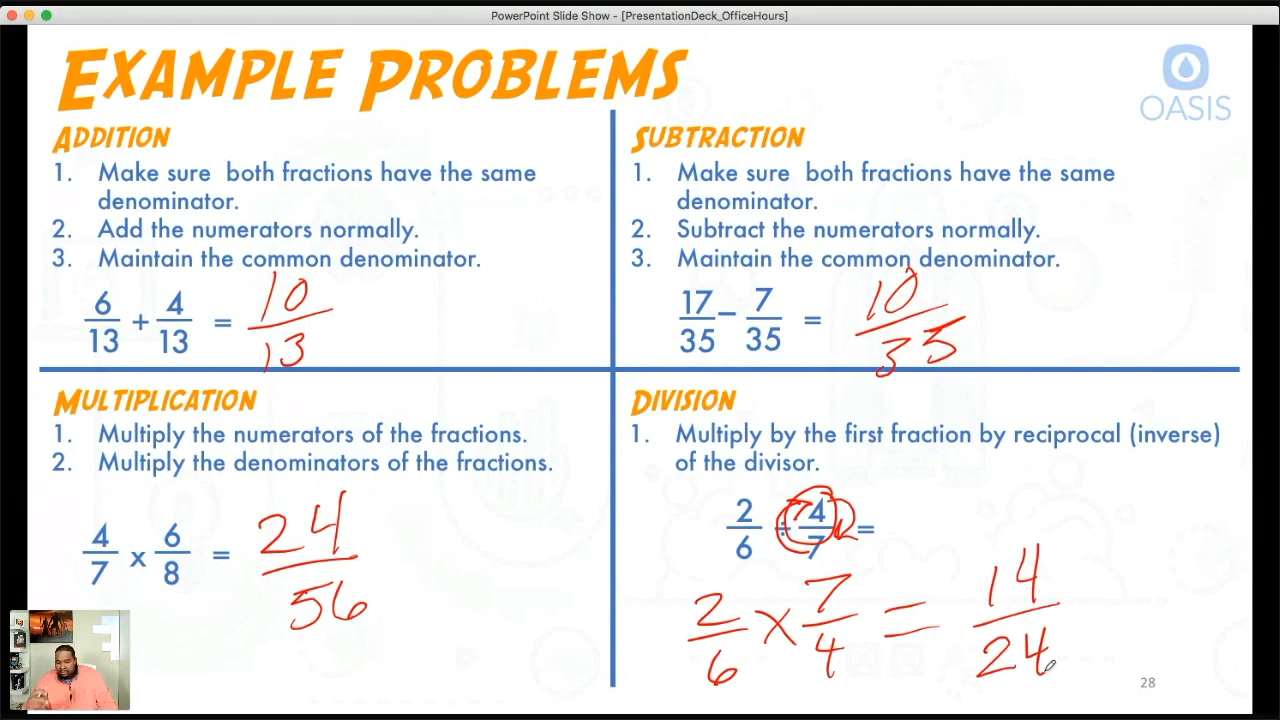 PowerPoint Slide Show - [PresentationDeck_OfficeHours]
EXAMPLE PROBLEMS
OASIS
ADDITION
1. Make sure both fractions have the same
denominator.
2. Add the numerators normally.
3. Maintain the common denominator.
6/13 + 4/13 = 10/13
SUBTRACTION
1. Make sure both fractions have the same
denominator.
2. Subtract the numerators normally.
3. Maintain the common denominator.
17/35 - 7/35 = 10/35
MULTIPLICATION
1. Multiply the numerators of the fractions.
2. Multiply the denominators of the fractions.
4/7 x 6/8 = 24/56
DIVISION
1. Multiply by the first fraction by reciprocal (inverse)
of the divisor.
2/6 ÷ 4/7 =
2/6 x 7/4 = 14/24
28